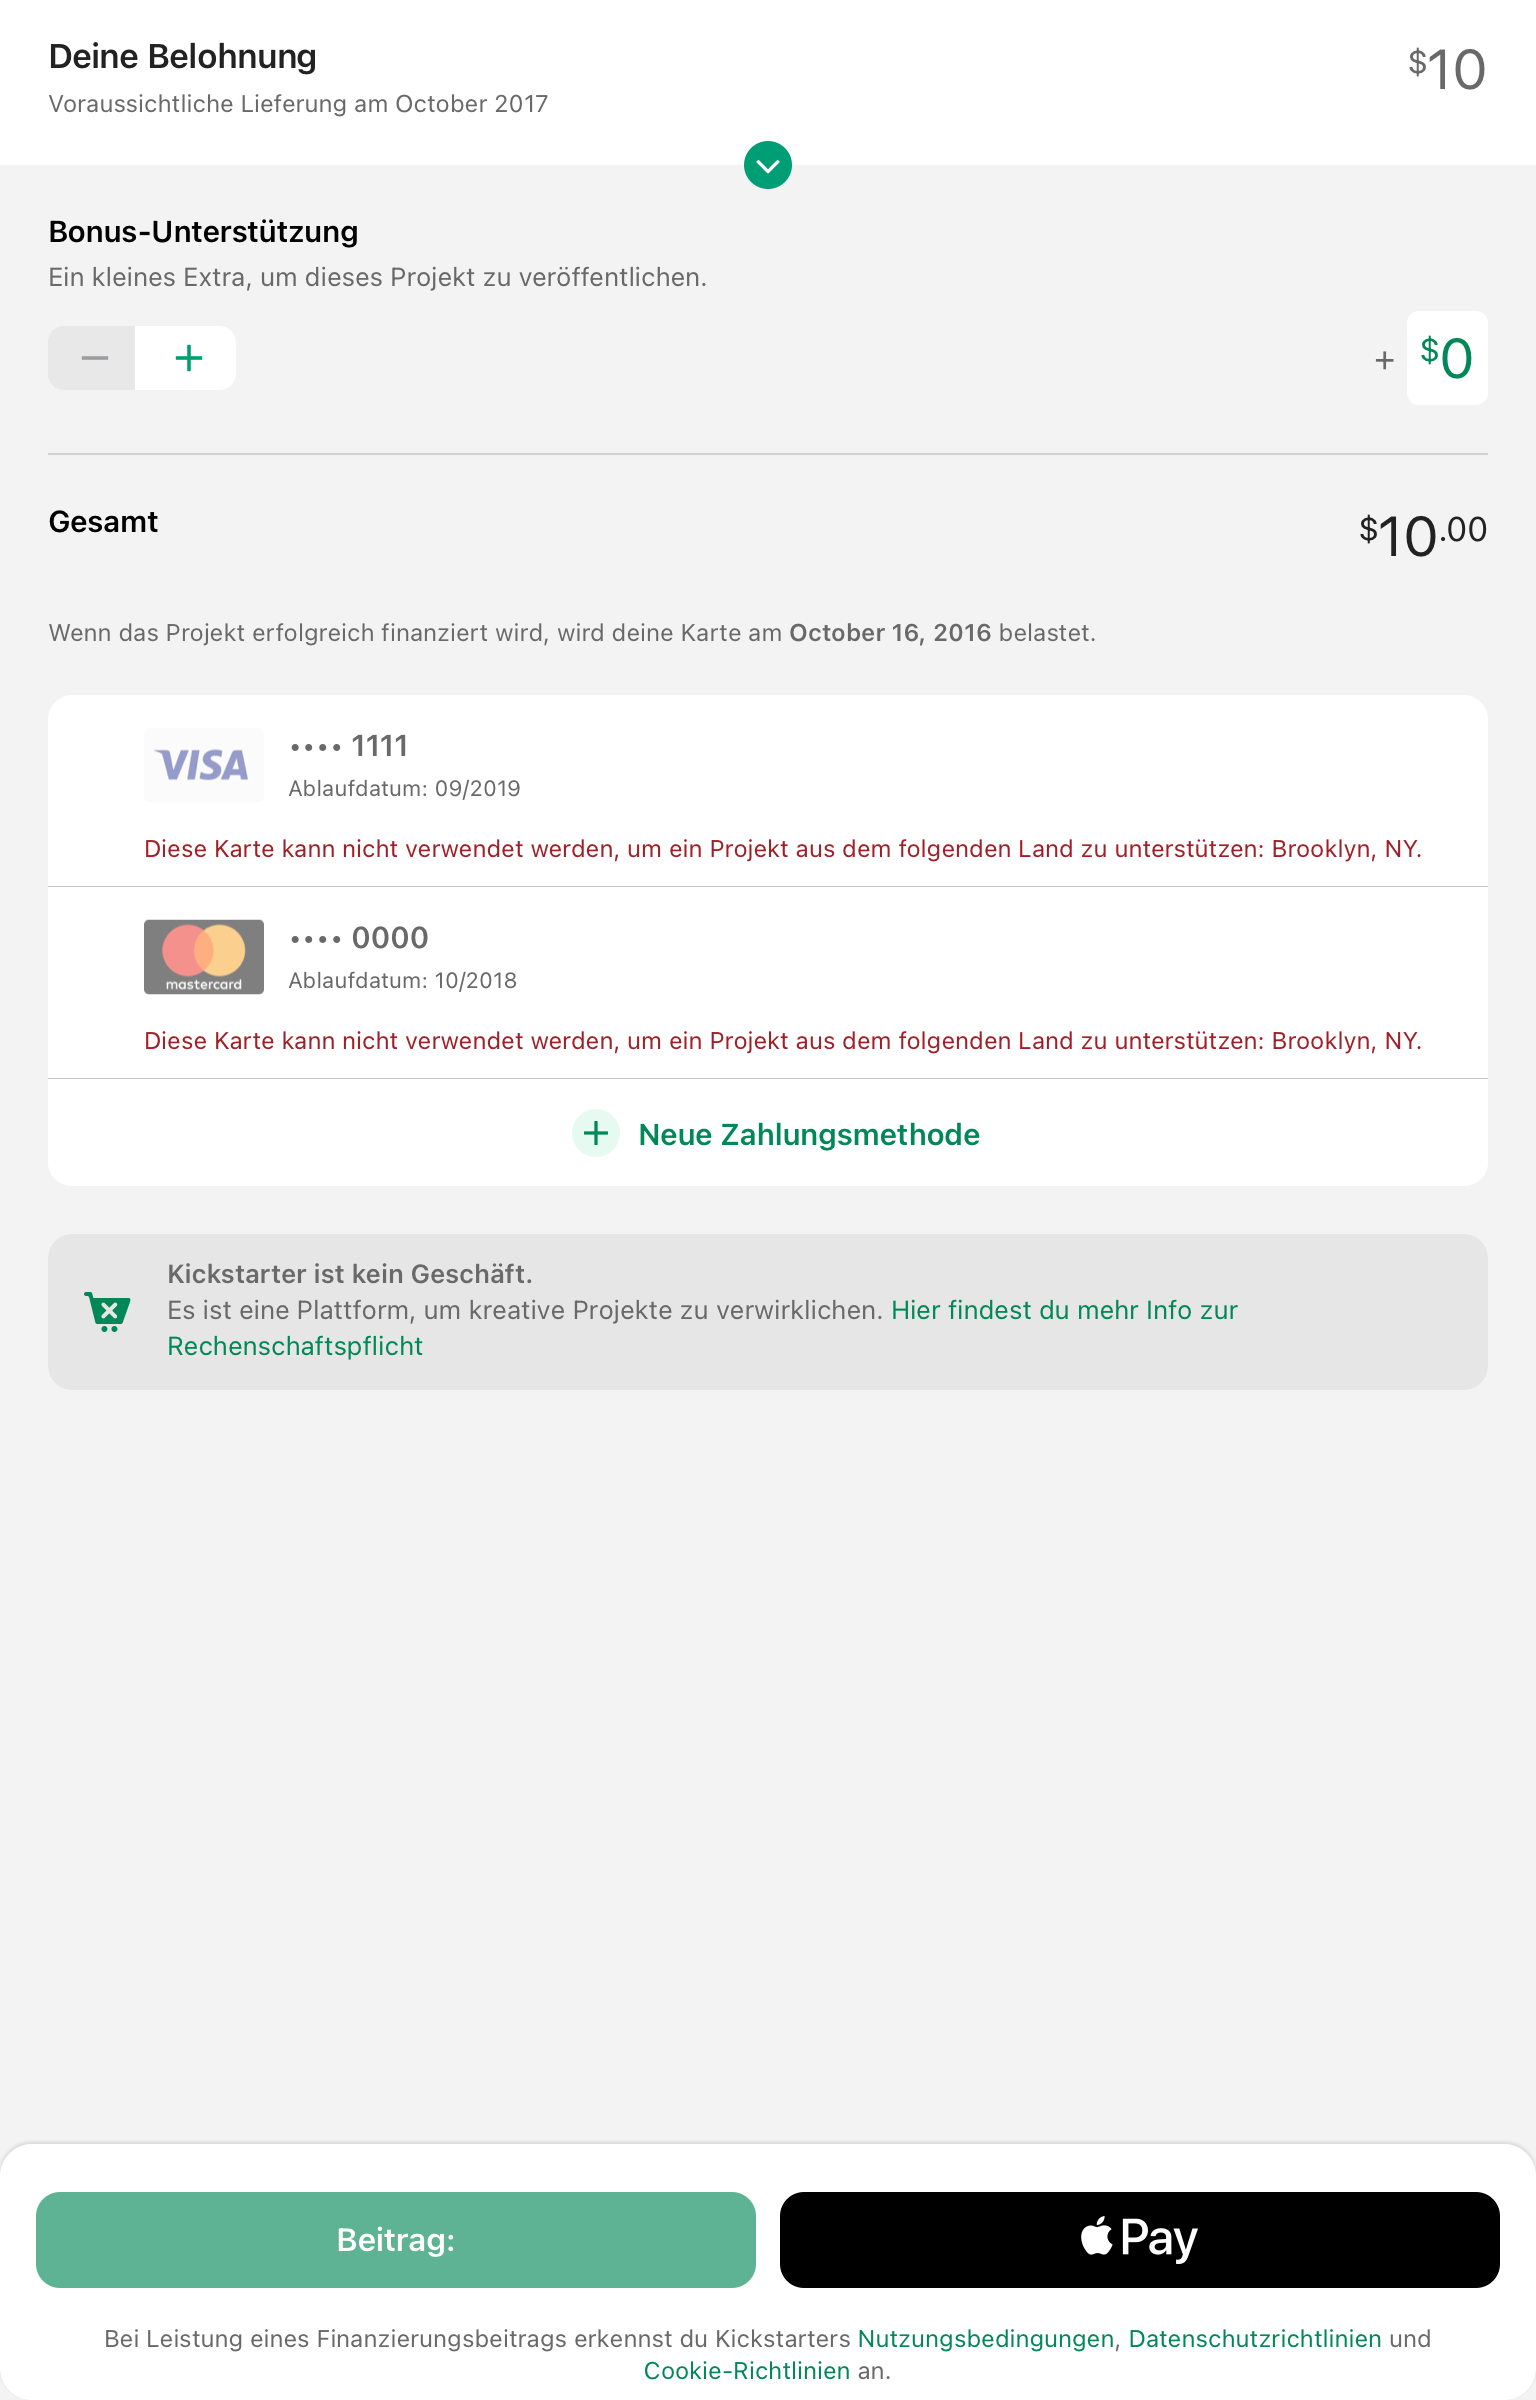 Deine Belohnung
$10
Voraussichtliche Lieferung am October 2017
Bonus-Unterstützung
Ein kleines Extra, um dieses Projekt zu veröffentlichen.
− +
+ $0
Gesamt
$10.00
Wenn das Projekt erfolgreich finanziert wird, wird deine Karte am October 16, 2016 belastet.
VISA
•••• 1111
Ablaufdatum: 09/2019
Diese Karte kann nicht verwendet werden, um ein Projekt aus dem folgenden Land zu unterstützen: Brooklyn, NY.
mastercard
•••• 0000
Ablaufdatum: 10/2018
Diese Karte kann nicht verwendet werden, um ein Projekt aus dem folgenden Land zu unterstützen: Brooklyn, NY.
+ Neue Zahlungsmethode
Kickstarter ist kein Geschäft.
Es ist eine Plattform, um kreative Projekte zu verwirklichen. Hier findest du mehr Info zur
Rechenschaftspflicht
Beitrag:
Pay
Bei Leistung eines Finanzierungsbeitrags erkennst du Kickstarters Nutzungsbedingungen, Datenschutzrichtlinien und
Cookie-Richtlinien an.